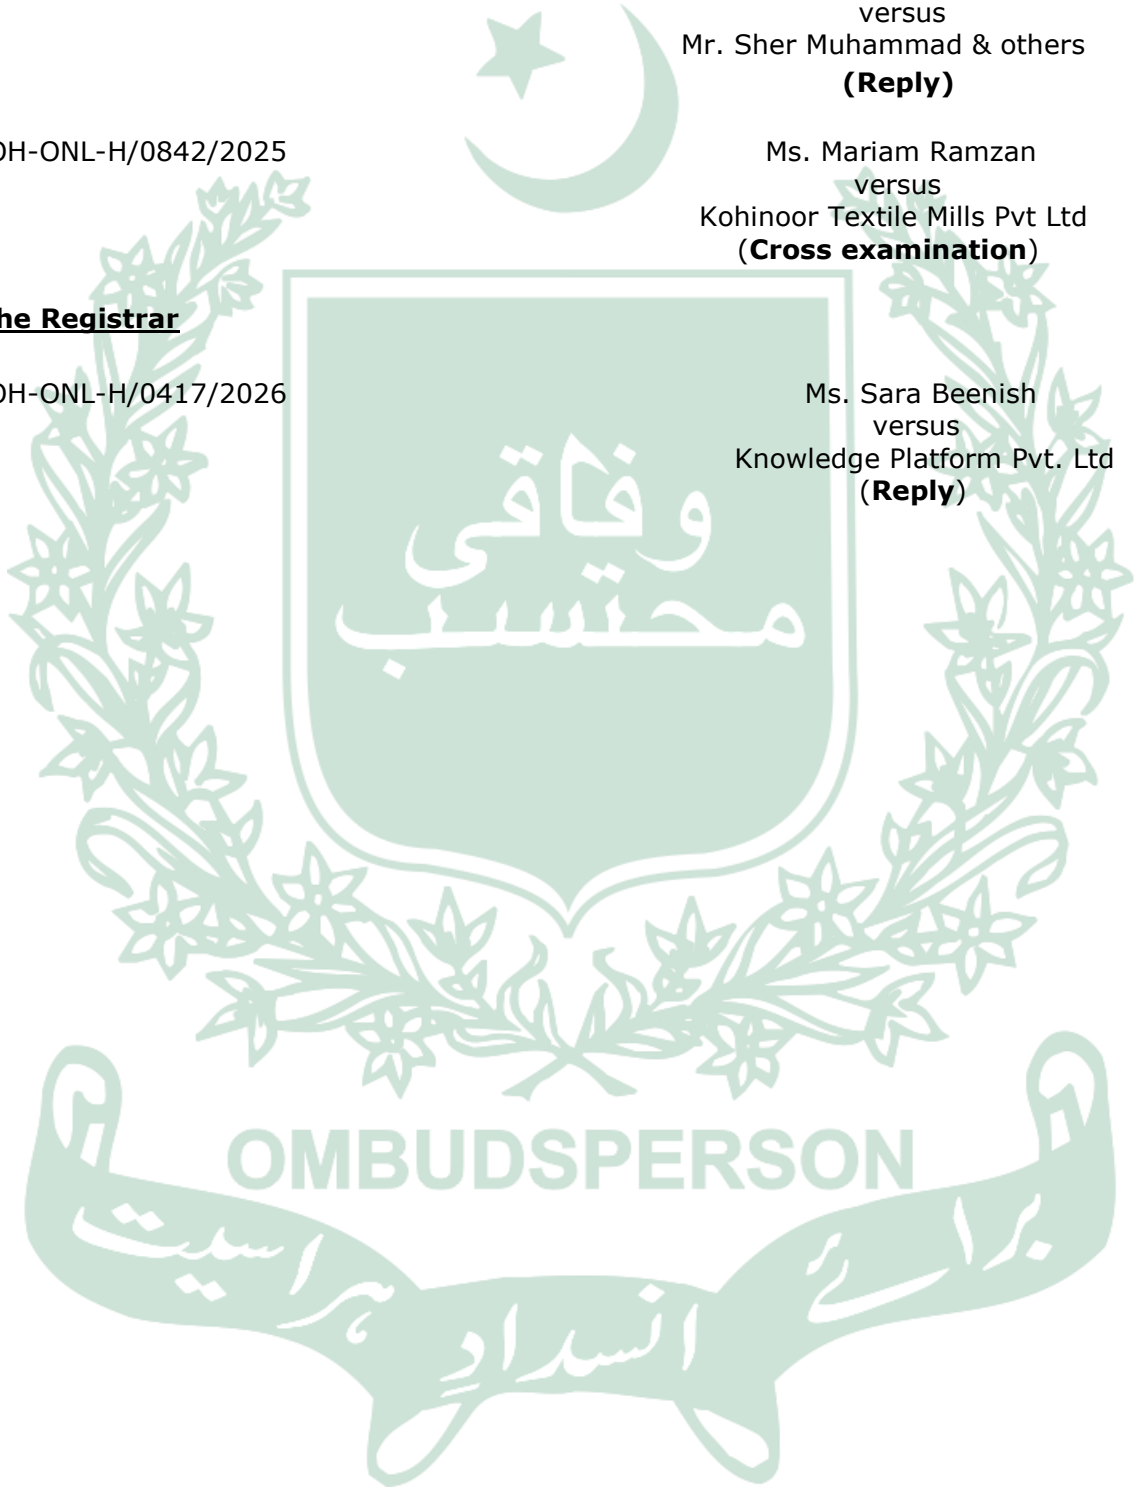 versus
Mr. Sher Muhammad & others
(Reply)
OH-ONL-H/0842/2025 Ms. Mariam Ramzan
versus
Kohinoor Textile Mills Pvt Ltd
(Cross examination)
he Registrar
OH-ONL-H/0417/2026 Ms. Sara Beenish
versus
Knowledge Platform Pvt. Ltd
(Reply)
وفاقی
محتسب
OMBUDSPERSON
برائے انسدادِ ہراسیت